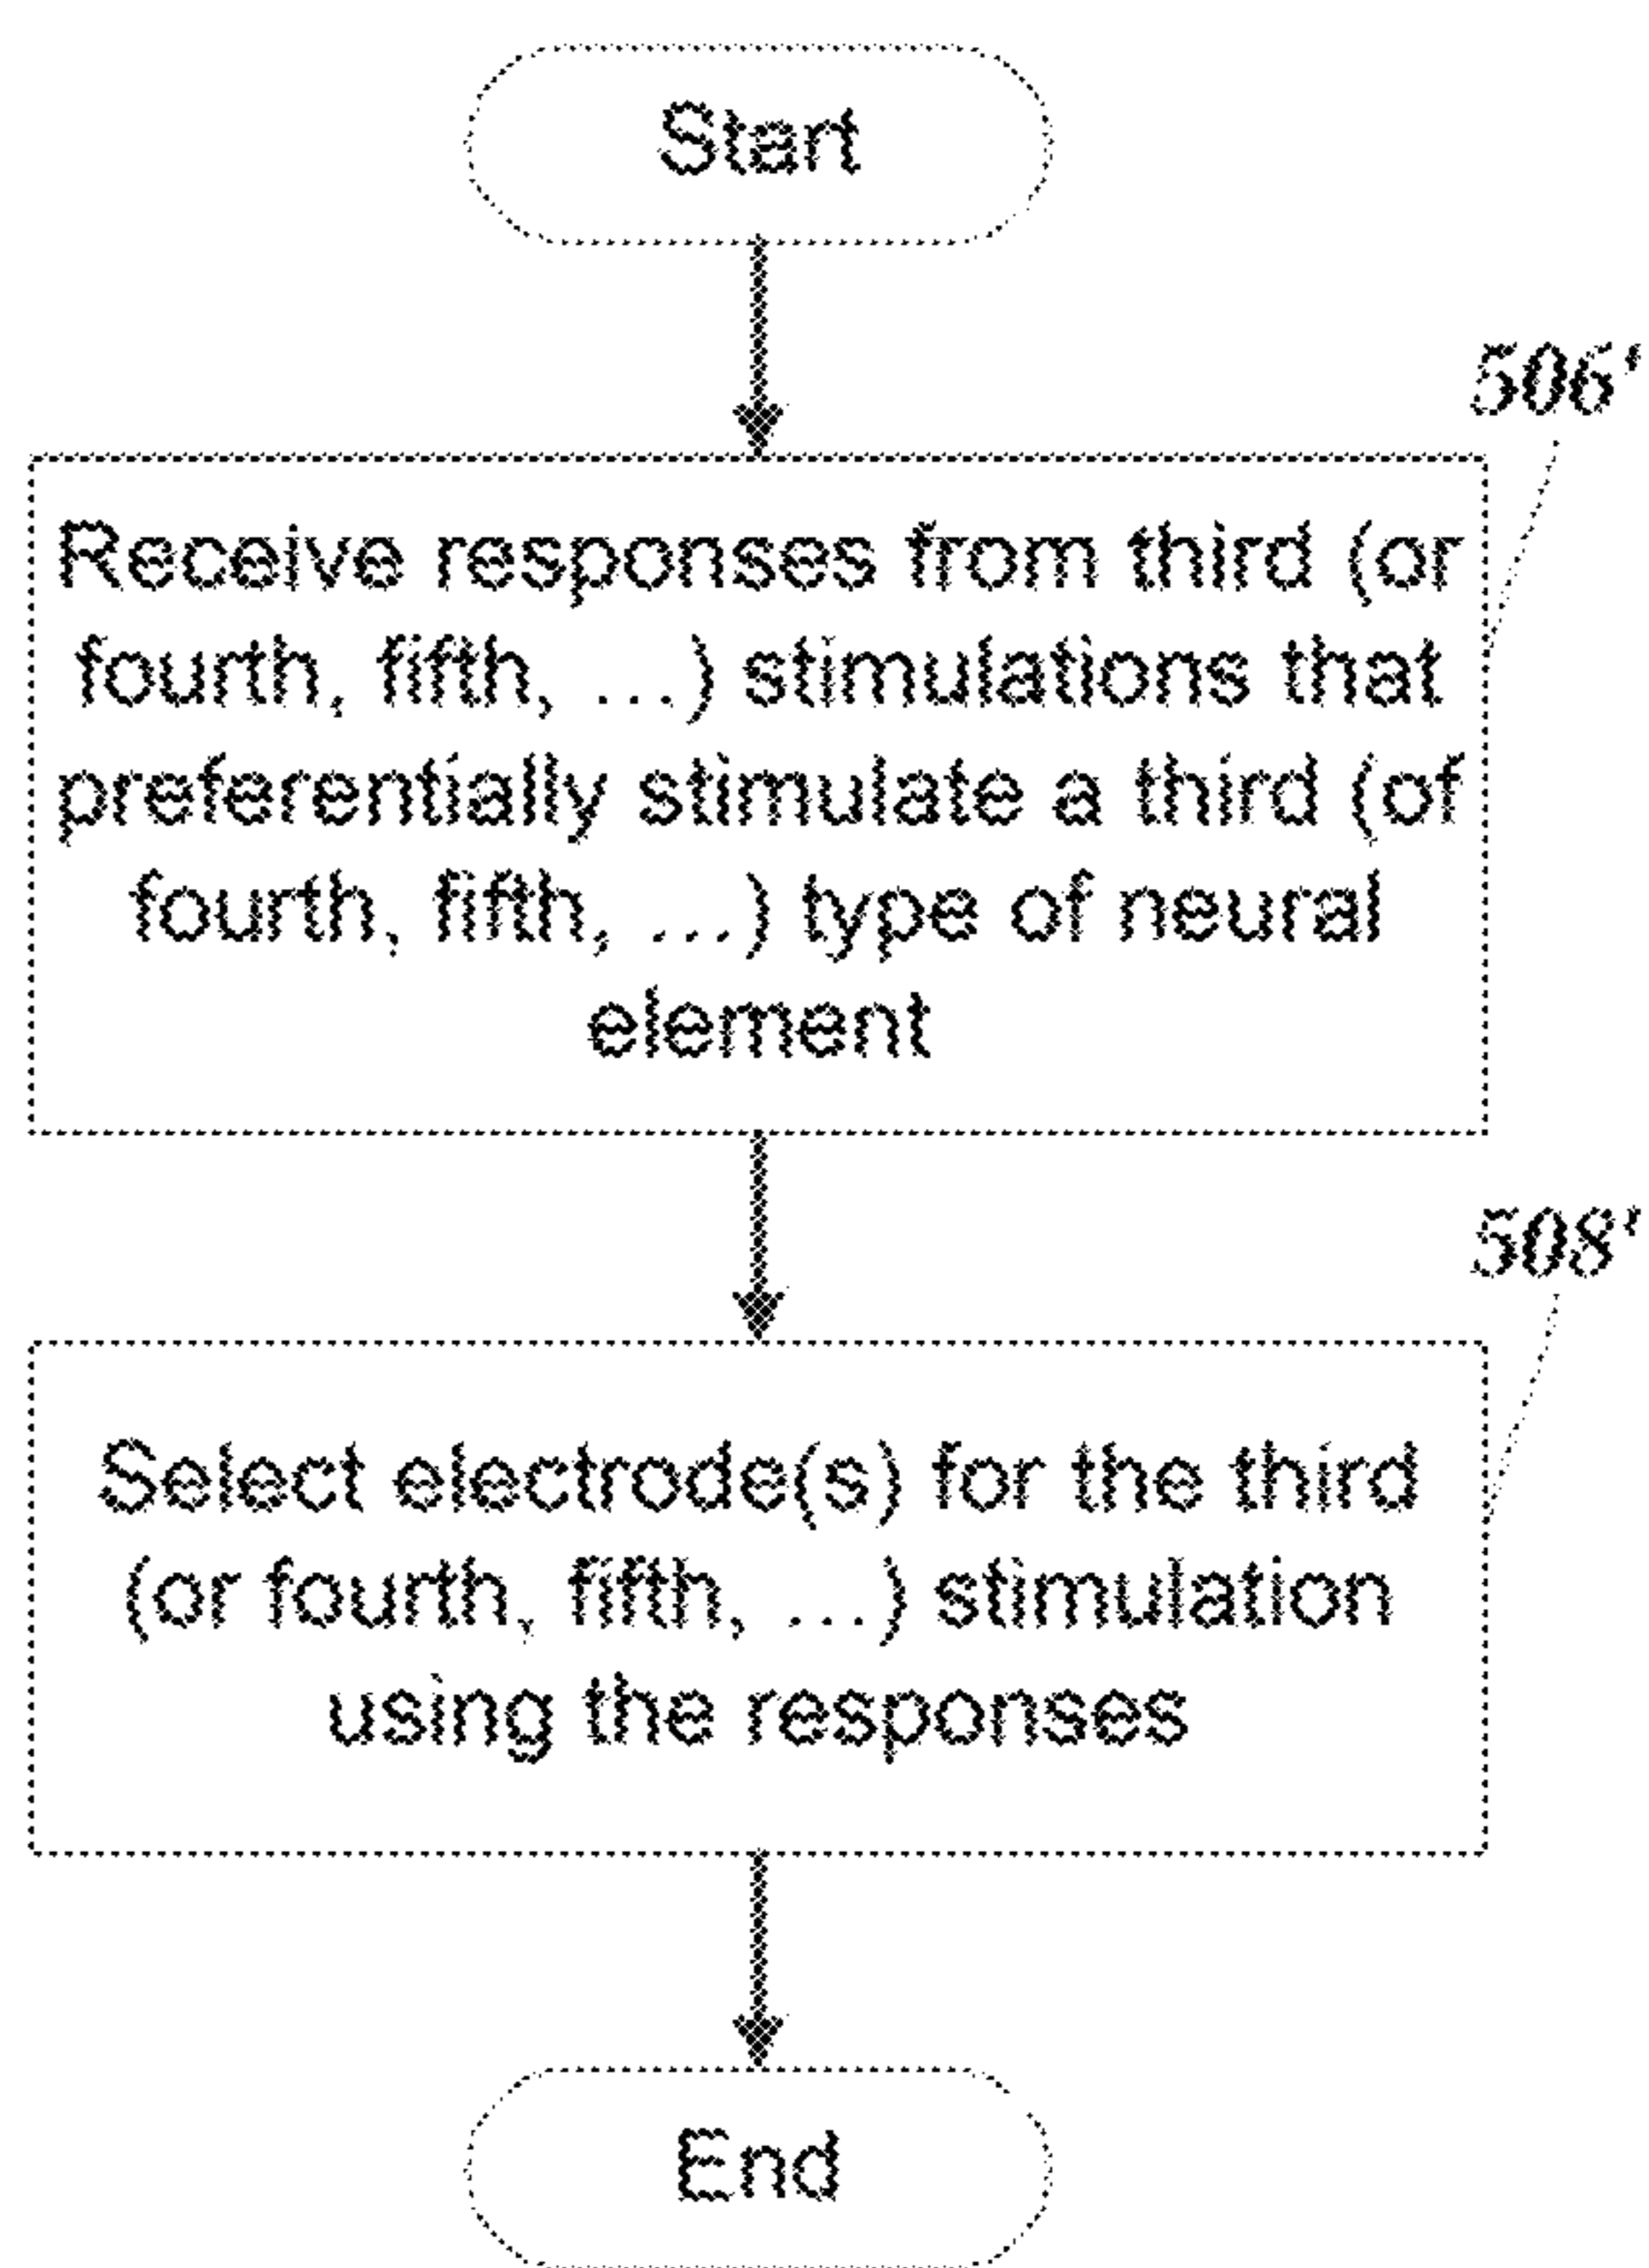 Start
506'
Receive responses from third (or
fourth, fifth, ...) stimulations that
preferentially stimulate a third (of
fourth, fifth, ...) type of neural
element
508'
Select electrode(s) for the third
(or fourth, fifth, ...) stimulation
using the responses
End